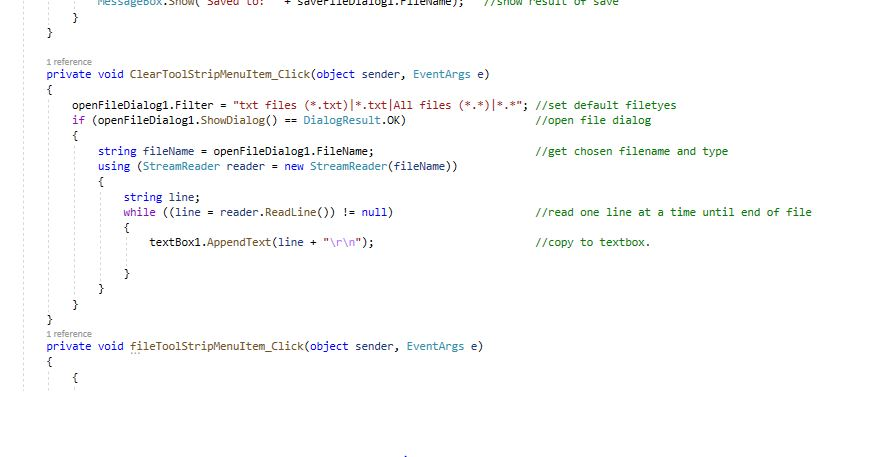 MessageBox.Show("Saved to: " + saveFileDialog1.FileName); //show result of save
}
}
1 reference
private void ClearToolStripMenuItem_Click(object sender, EventArgs e)
{
openFileDialog1.Filter = "txt files (*.txt)|*.txt|All files (*.*)|*.*"; //set default filetyes
if (openFileDialog1.ShowDialog() == DialogResult.OK) //open file dialog
{
string fileName = openFileDialog1.FileName; //get chosen filename and type
using (StreamReader reader = new StreamReader(fileName))
{
string line;
while ((line = reader.ReadLine()) != null) //read one line at a time until end of file
{
textBox1.AppendText(line + "\r\n"); //copy to textbox.
}
}
}
}
1 reference
private void fileToolStripMenuItem_Click(object sender, EventArgs e)
{
{